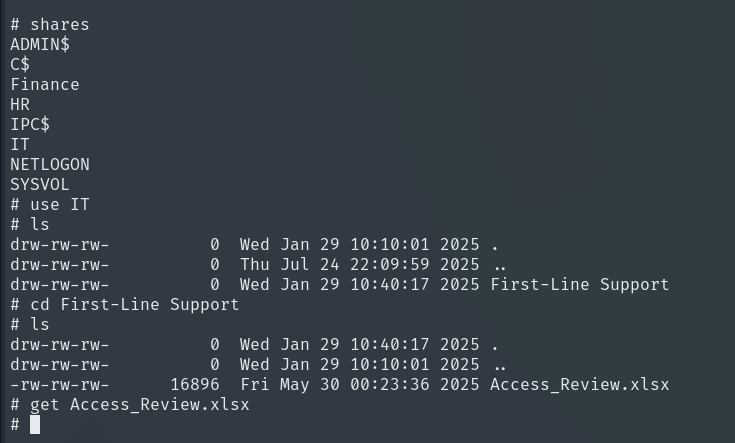 # shares
ADMIN$
C$
Finance
HR
IPC$
IT
NETLOGON
SYSVOL
# use IT
# ls
drw-rw-rw-          0  Wed Jan 29 10:10:01 2025 .
drw-rw-rw-          0  Thu Jul 24 22:09:59 2025 ..
drw-rw-rw-          0  Wed Jan 29 10:40:17 2025 First-Line Support
# cd First-Line Support
# ls
drw-rw-rw-          0  Wed Jan 29 10:40:17 2025 .
drw-rw-rw-          0  Wed Jan 29 10:10:01 2025 ..
-rw-rw-rw-      16896  Fri May 30 00:23:36 2025 Access_Review.xlsx
# get Access_Review.xlsx
#